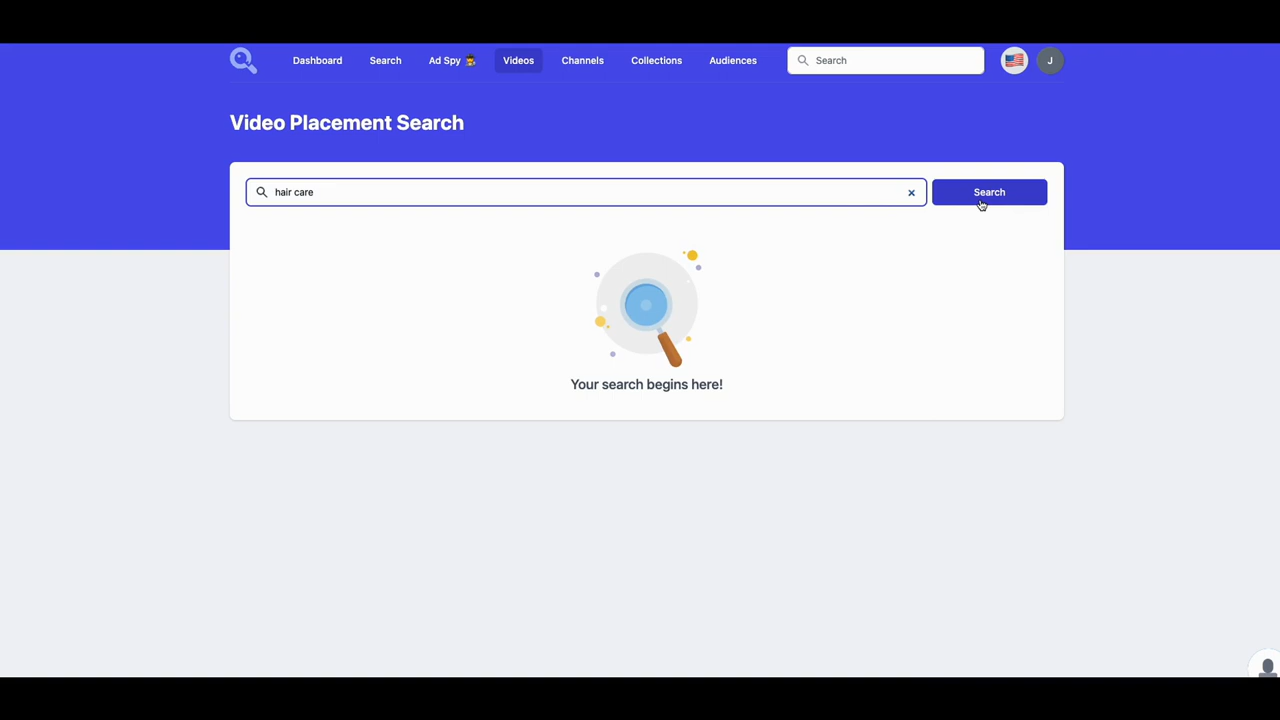 Dashboard Search Ad Spy Videos Channels Collections Audiences Search J
Video Placement Search
hair care Search
Your search begins here!